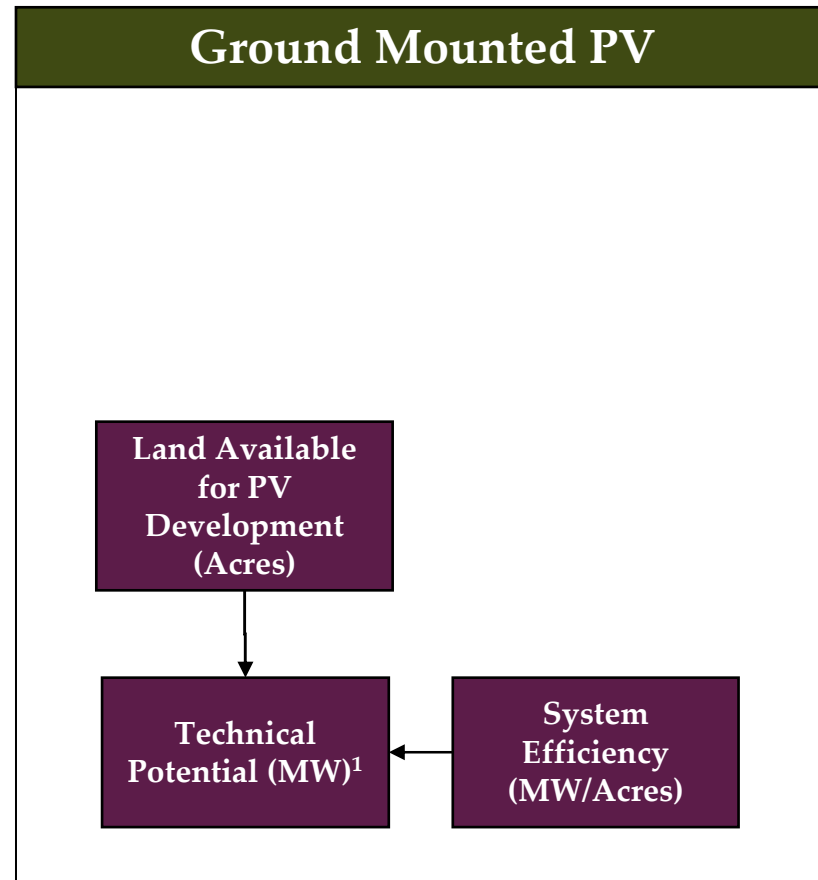 Ground Mounted PV
Land Available
for PV
Development
(Acres)
Technical
Potential (MW)¹
System
Efficiency
(MW/Acres)